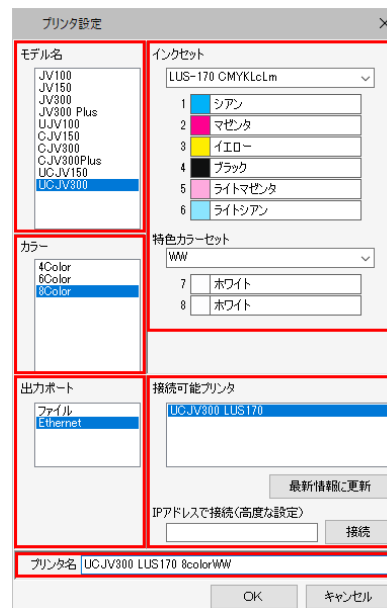 プリンタ設定
モデル名
JV100
JV150
JV300
JV300 Plus
UJV100
CJV150
CJV300
CJV300Plus
UCJV150
UCJV300
カラー
4Color
6Color
8Color
インクセット
LUS-170 CMYKLcLm
1 シアン
2 マゼンタ
3 イエロー
4 ブラック
5 ライトマゼンタ
6 ライトシアン
特色カラーセット
WW
7 ホワイト
8 ホワイト
出力ポート
ファイル
Ethernet
接続可能プリンタ
UCJV300 LUS170
最新情報に更新
IPアドレスで接続(高度な設定)
接続
プリンタ名 UCJV300 LUS170 8colorWW
OK キャンセル